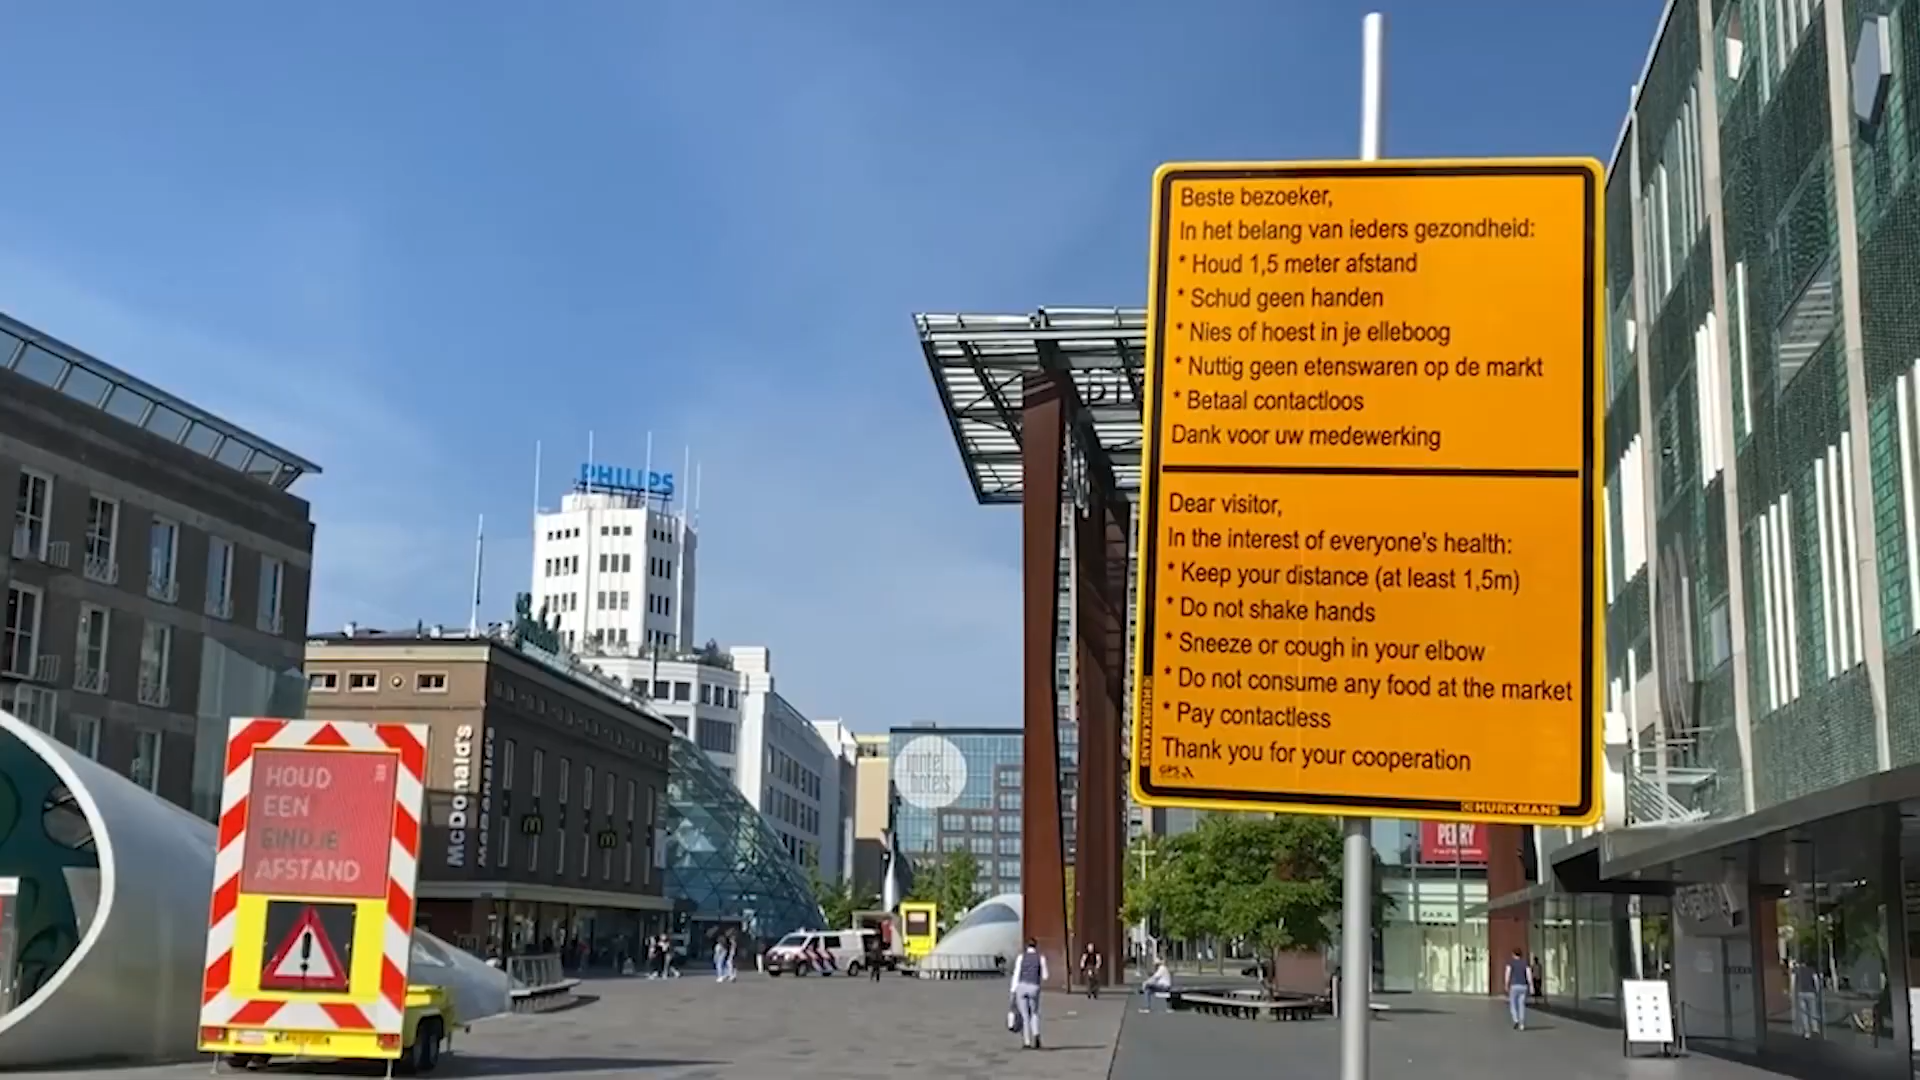 PHILIPS
Beste bezoeker,
In het belang van ieders gezondheid:
* Houd 1,5 meter afstand
* Schud geen handen
* Nies of hoest in je elleboog
* Nuttig geen etenswaren op de markt
* Betaal contactloos
Dank voor uw medewerking
Dear visitor,
In the interest of everyone's health:
* Keep your distance (at least 1,5m)
* Do not shake hands
* Sneeze or cough in your elbow
* Do not consume any food at the market
* Pay contactless
Thank you for your cooperation
HURKMANS
HURKMANS
HOUD
EEN
EINDJE
AFSTAND
McDonald's
McDonald's
inntel
hotels
PERRY
ZARA